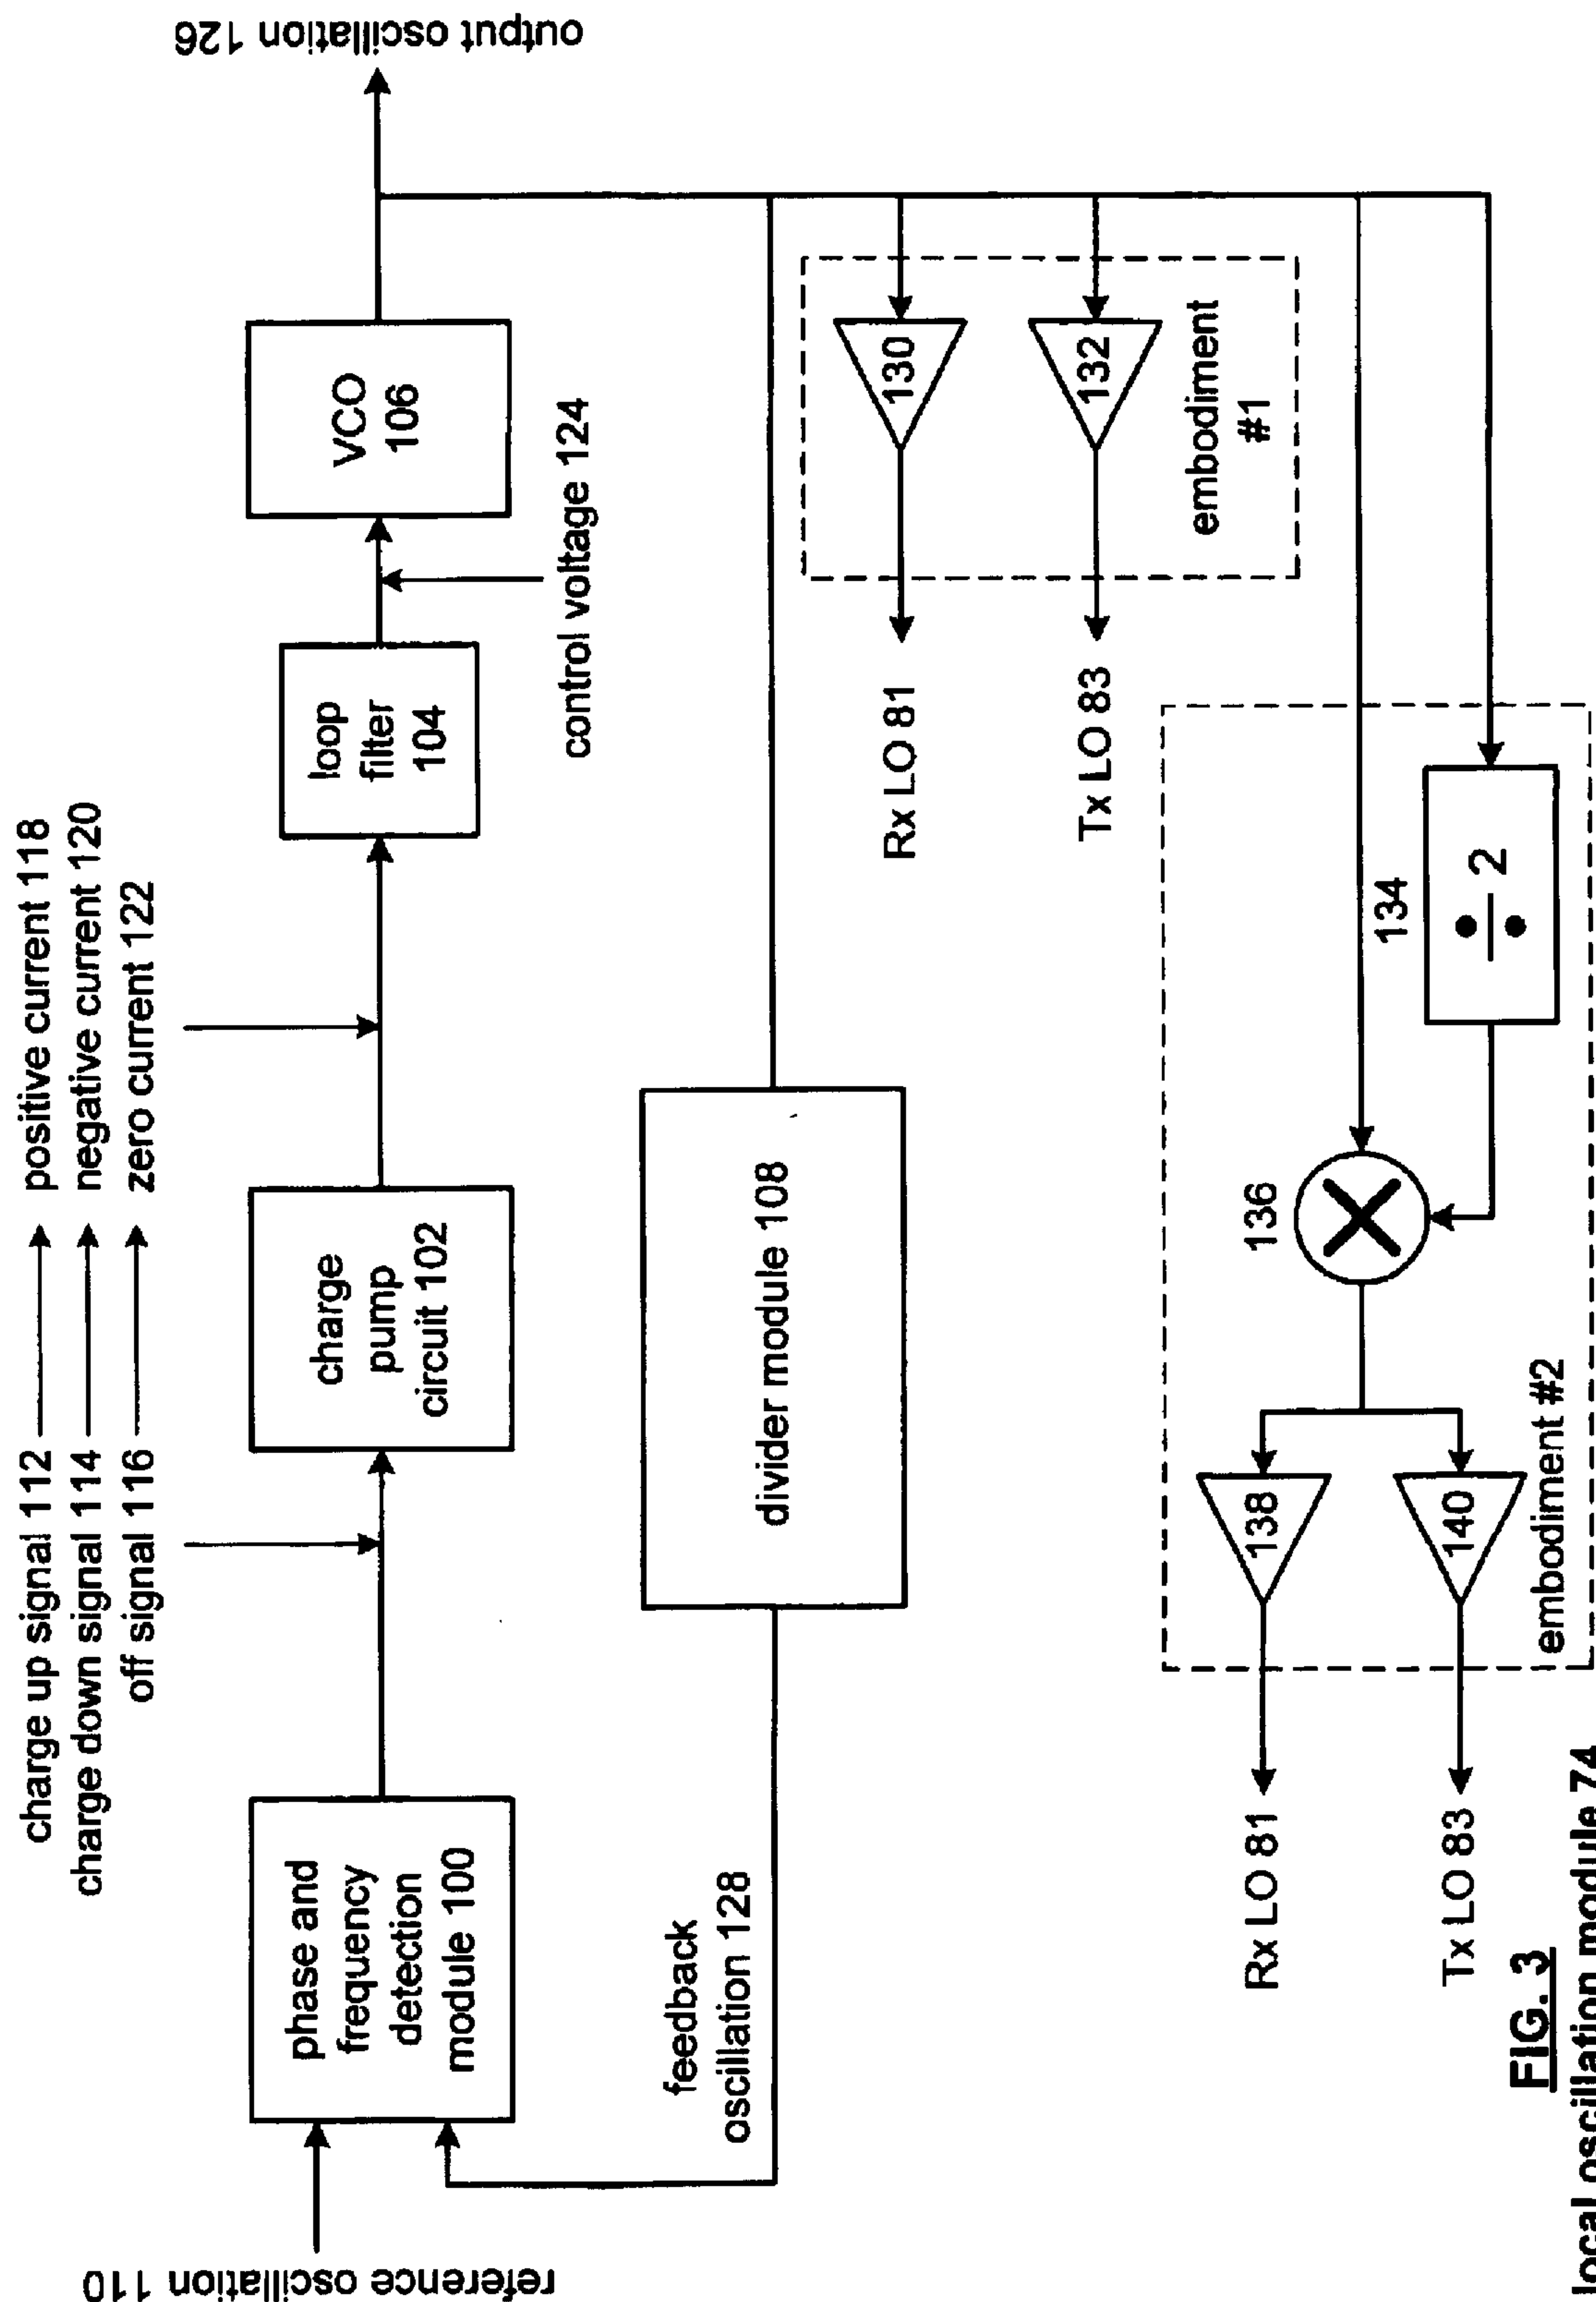 charge up signal 112 positive current 118
charge down signal 114 negative current 120
off signal 116 zero current 122
reference oscillation 110
phase and
frequency
detection
module 100
charge
pump
circuit 102
loop
filter
104
control voltage 124
VCO
106
output oscillation 126
feedback
oscillation 128
divider module 108
Rx LO 81
130
Tx LO 83
132
embodiment
#1
Rx LO 81
138
136
Tx LO 83
140
134
÷ 2
embodiment #2
FIG. 3
local oscillation module 74